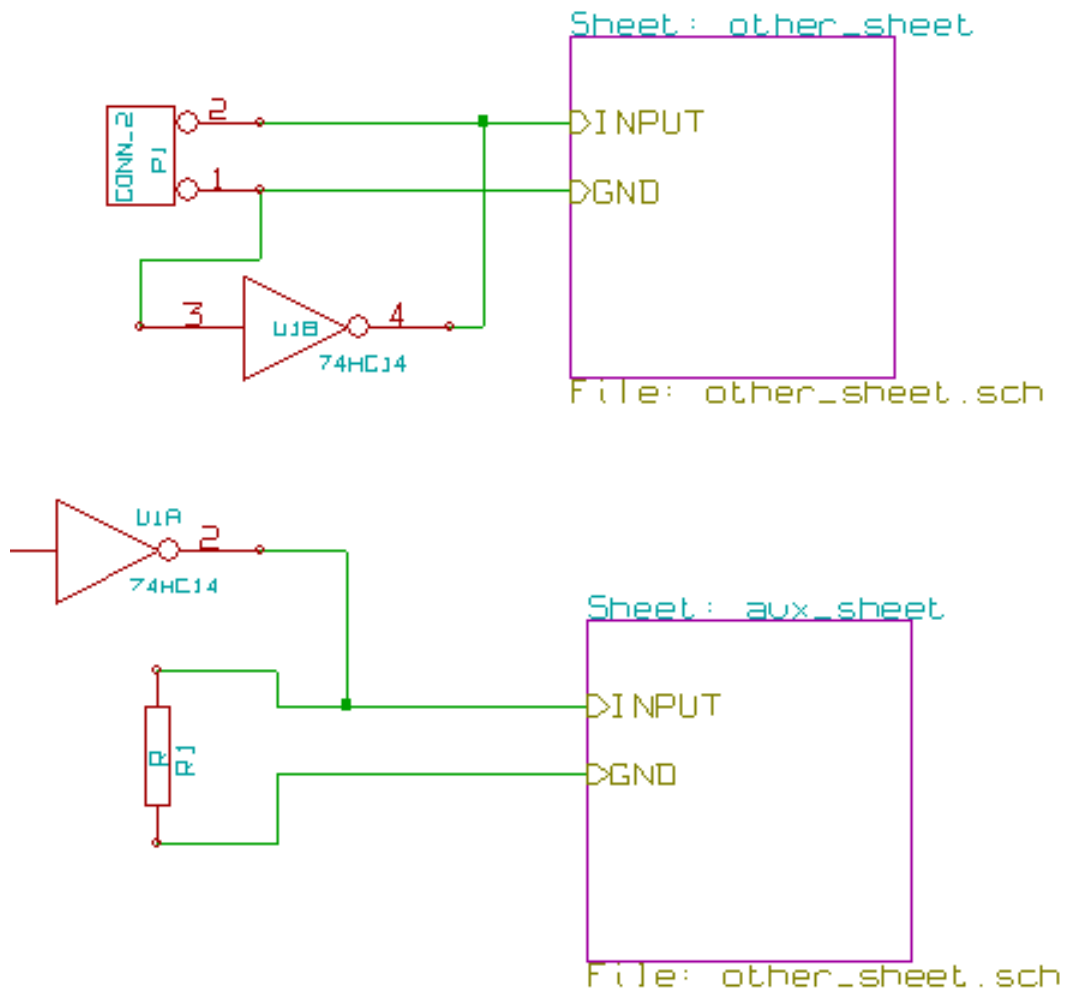 Sheet: other_sheet
CONN_2
P1
2
INPUT
1
GND
3
U1B
4
74HC14
File: other_sheet.sch
U1A
2
74HC14
Sheet: aux_sheet
INPUT
R
R1
GND
File: other_sheet.sch